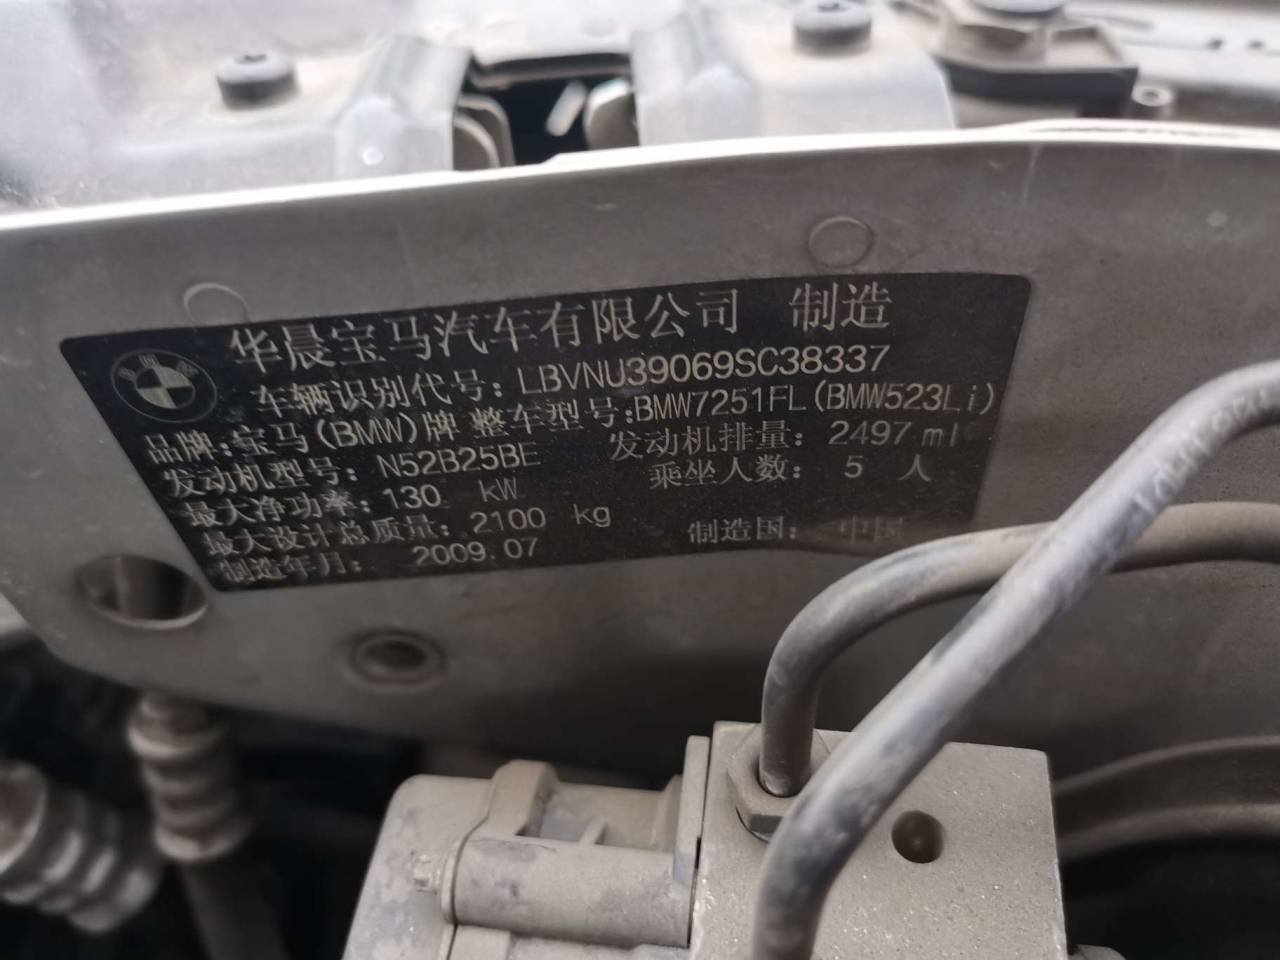 华晨宝马汽车有限公司 制造
车辆识别代号: LBVNU39069SC38337
品牌: 宝马(BMW)牌 整车型号:BMW7251FL(BMW523Li)
发动机型号: N52B25BE 发动机排量: 2497 ml
最大净功率: 130 kW 乘坐人数: 5 人
最大设计总质量: 2100 kg
制造年月: 2009.07 制造国: 中国